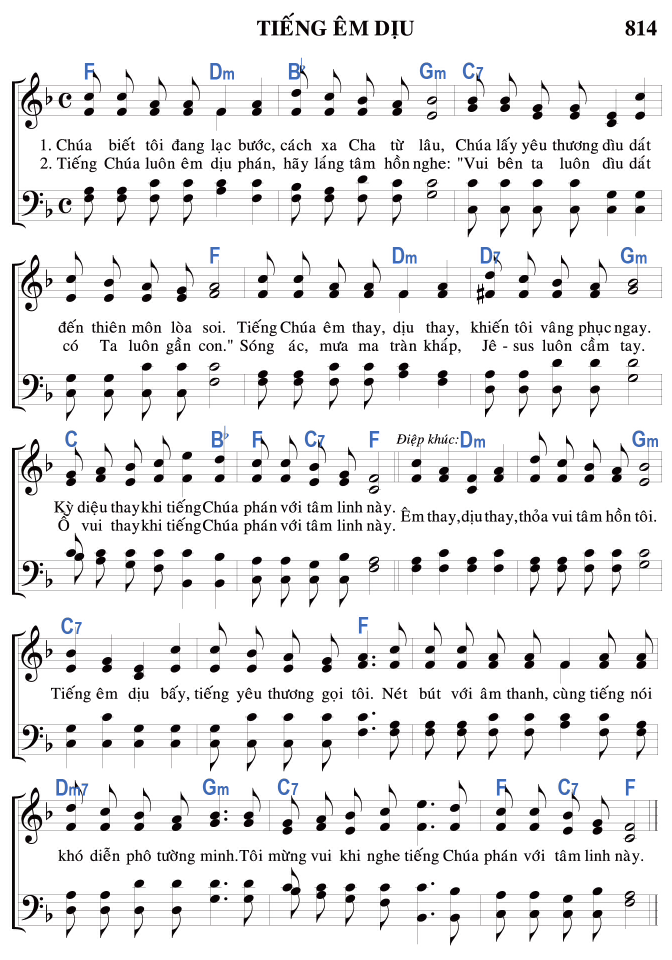 TIẾNG ÊM DỊU 814
F Dm B♭ Gm C7
1. Chúa biết tôi đang lạc bước, cách xa Cha từ lâu, Chúa lấy yêu thương dìu dắt
2. Tiếng Chúa luôn êm dịu phán, hãy lắng tâm hồn nghe: "Vui bên ta luôn dìu dắt
F Dm D7 Gm
đến thiên môn lòa soi. Tiếng Chúa êm thay, dịu thay, khiến tôi vâng phục ngay.
có Ta luôn gần con." Sóng ác, mưa ma tràn khắp, Jê - sus luôn cầm tay.
C B♭ F C7 F Điệp khúc: Dm Gm
Kỳ diệu thay khi tiếng Chúa phán với tâm linh này.
Ô vui thay khi tiếng Chúa phán với tâm linh này.
Êm thay, dịu thay, thỏa vui tâm hồn tôi.
C7 F
Tiếng êm dịu bấy, tiếng yêu thương gọi tôi. Nét bút với âm thanh, cùng tiếng nói
Dm7 Gm C7 F C7 F
khó diễn phô tường minh. Tôi mừng vui khi nghe tiếng Chúa phán với tâm linh này.